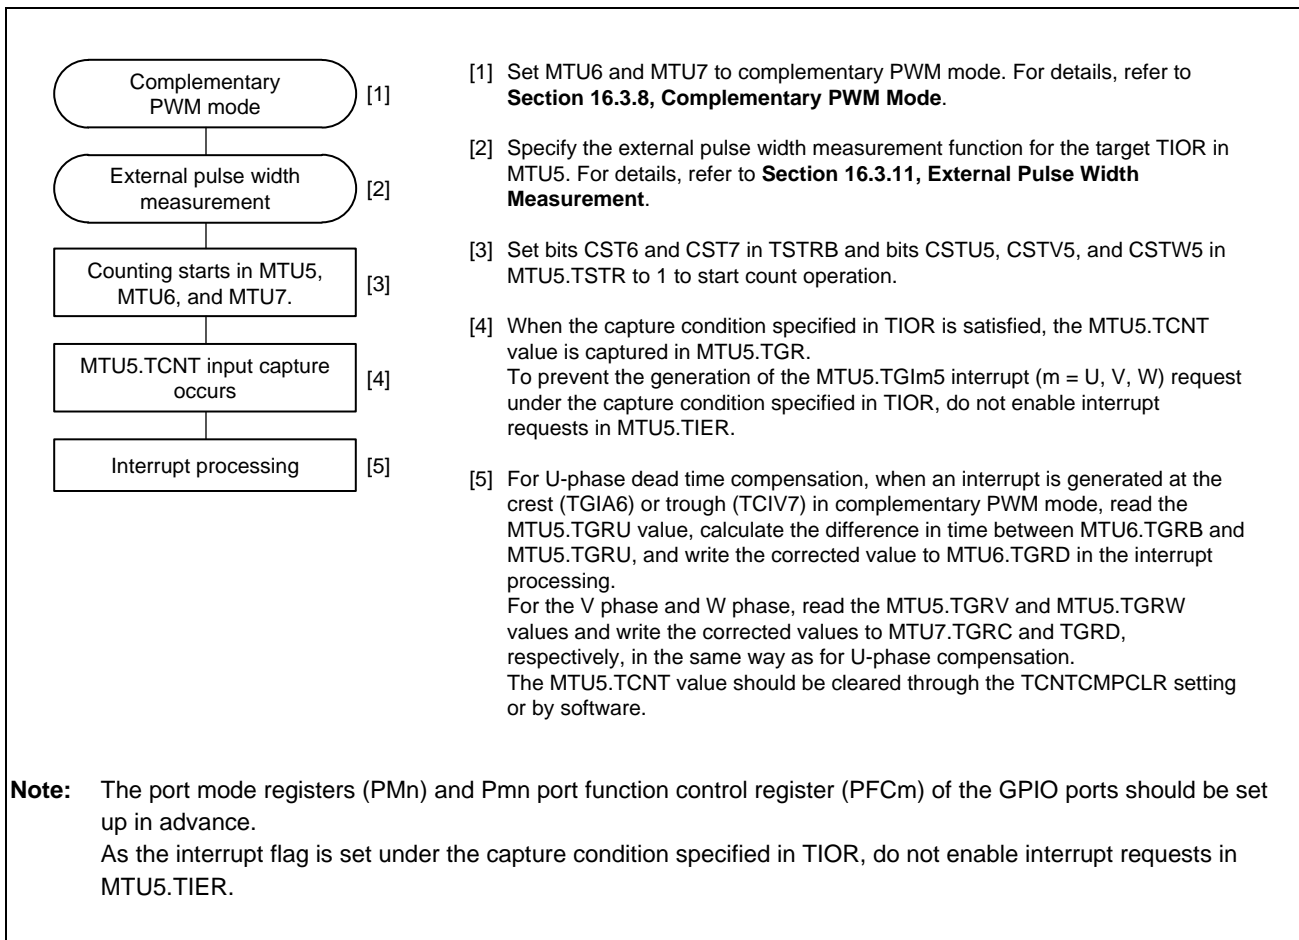 Complementary
PWM mode
[1]
External pulse width
measurement
[2]
Counting starts in MTU5,
MTU6, and MTU7.
[3]
MTU5.TCNT input capture
occurs
[4]
Interrupt processing
[5]
[1] Set MTU6 and MTU7 to complementary PWM mode. For details, refer to
Section 16.3.8, Complementary PWM Mode.
[2] Specify the external pulse width measurement function for the target TIOR in
MTU5. For details, refer to Section 16.3.11, External Pulse Width
Measurement.
[3] Set bits CST6 and CST7 in TSTRB and bits CSTU5, CSTV5, and CSTW5 in
MTU5.TSTR to 1 to start count operation.
[4] When the capture condition specified in TIOR is satisfied, the MTU5.TCNT
value is captured in MTU5.TGR.
To prevent the generation of the MTU5.TGIm5 interrupt (m = U, V, W) request
under the capture condition specified in TIOR, do not enable interrupt
requests in MTU5.TIER.
[5] For U-phase dead time compensation, when an interrupt is generated at the
crest (TGIA6) or trough (TCIV7) in complementary PWM mode, read the
MTU5.TGRU value, calculate the difference in time between MTU6.TGRB and
MTU5.TGRU, and write the corrected value to MTU6.TGRD in the interrupt
processing.
For the V phase and W phase, read the MTU5.TGRV and MTU5.TGRW
values and write the corrected values to MTU7.TGRC and TGRD,
respectively, in the same way as for U-phase compensation.
The MTU5.TCNT value should be cleared through the TCNTCMPCLR setting
or by software.
Note: The port mode registers (PMn) and Pmn port function control register (PFCm) of the GPIO ports should be set
up in advance.
As the interrupt flag is set under the capture condition specified in TIOR, do not enable interrupt requests in
MTU5.TIER.